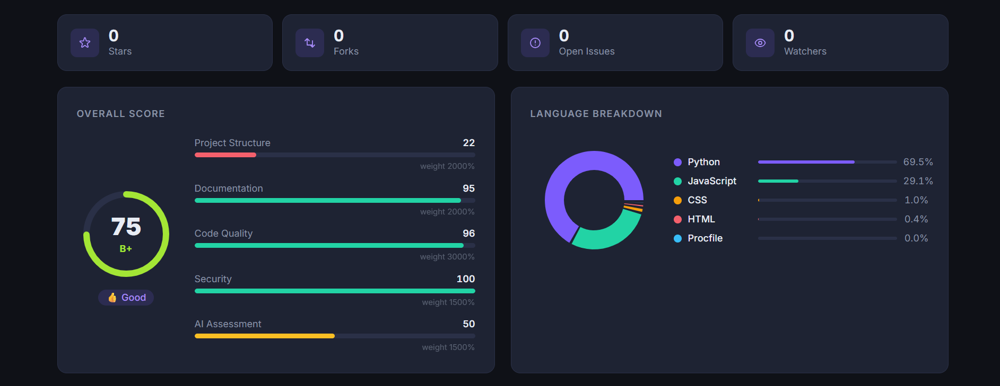 0
Stars
0
Forks
0
Open Issues
0
Watchers
OVERALL SCORE
75
B+
👍 Good
Project Structure 22
weight 2000%
Documentation 95
weight 2000%
Code Quality 96
weight 3000%
Security 100
weight 1500%
AI Assessment 50
weight 1500%
LANGUAGE BREAKDOWN
Python 69.5%
JavaScript 29.1%
CSS 1.0%
HTML 0.4%
Procfile 0.0%